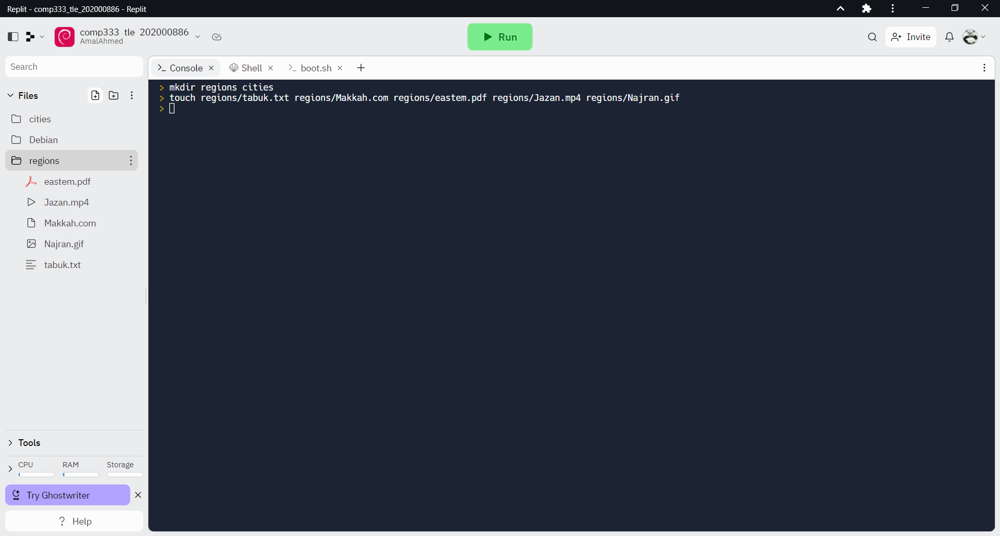 Replit - comp333_tle_202000886 - Replit
comp333 tle 202000886
AmalAhmed
Run
Invite
Search
Console
Shell
boot.sh
Files
cities
Debian
regions
eastem.pdf
Jazan.mp4
Makkah.com
Najran.gif
tabuk.txt
> mkdir regions cities
> touch regions/tabuk.txt regions/Makkah.com regions/eastem.pdf regions/Jazan.mp4 regions/Najran.gif
>
Tools
CPU RAM Storage
Try Ghostwriter
? Help